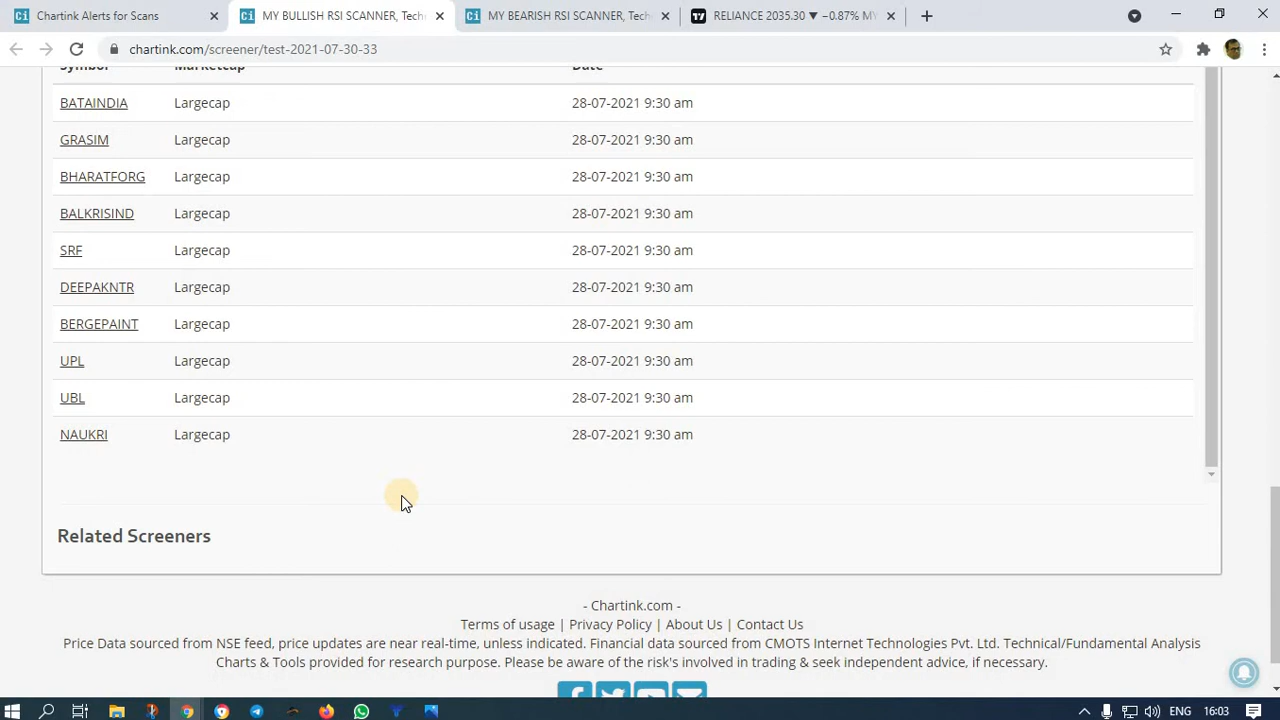 Chartink Alerts for Scans
MY BULLISH RSI SCANNER, Techn
MY BEARISH RSI SCANNER, Tech
RELIANCE 2035.30 ▼ −0.87% MY
chartink.com/screener/test-2021-07-30-33
Symbol Marketcap Date
BATAINDIA Largecap 28-07-2021 9:30 am
GRASIM Largecap 28-07-2021 9:30 am
BHARATFORG Largecap 28-07-2021 9:30 am
BALKRISIND Largecap 28-07-2021 9:30 am
SRF Largecap 28-07-2021 9:30 am
DEEPAKNTR Largecap 28-07-2021 9:30 am
BERGEPAINT Largecap 28-07-2021 9:30 am
UPL Largecap 28-07-2021 9:30 am
UBL Largecap 28-07-2021 9:30 am
NAUKRI Largecap 28-07-2021 9:30 am
Related Screeners
- Chartink.com -
Terms of usage | Privacy Policy | About Us | Contact Us
Price Data sourced from NSE feed, price updates are near real-time, unless indicated. Financial data sourced from CMOTS Internet Technologies Pvt. Ltd. Technical/Fundamental Analysis
Charts & Tools provided for research purpose. Please be aware of the risk's involved in trading & seek independent advice, if necessary.
ENG 16:03